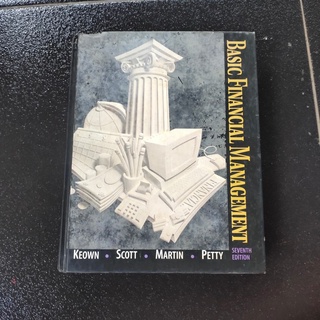 BASIC FINANCIAL MANAGEMENT
SEVENTH
EDITION
KEOWN • SCOTT • MARTIN • PETTY